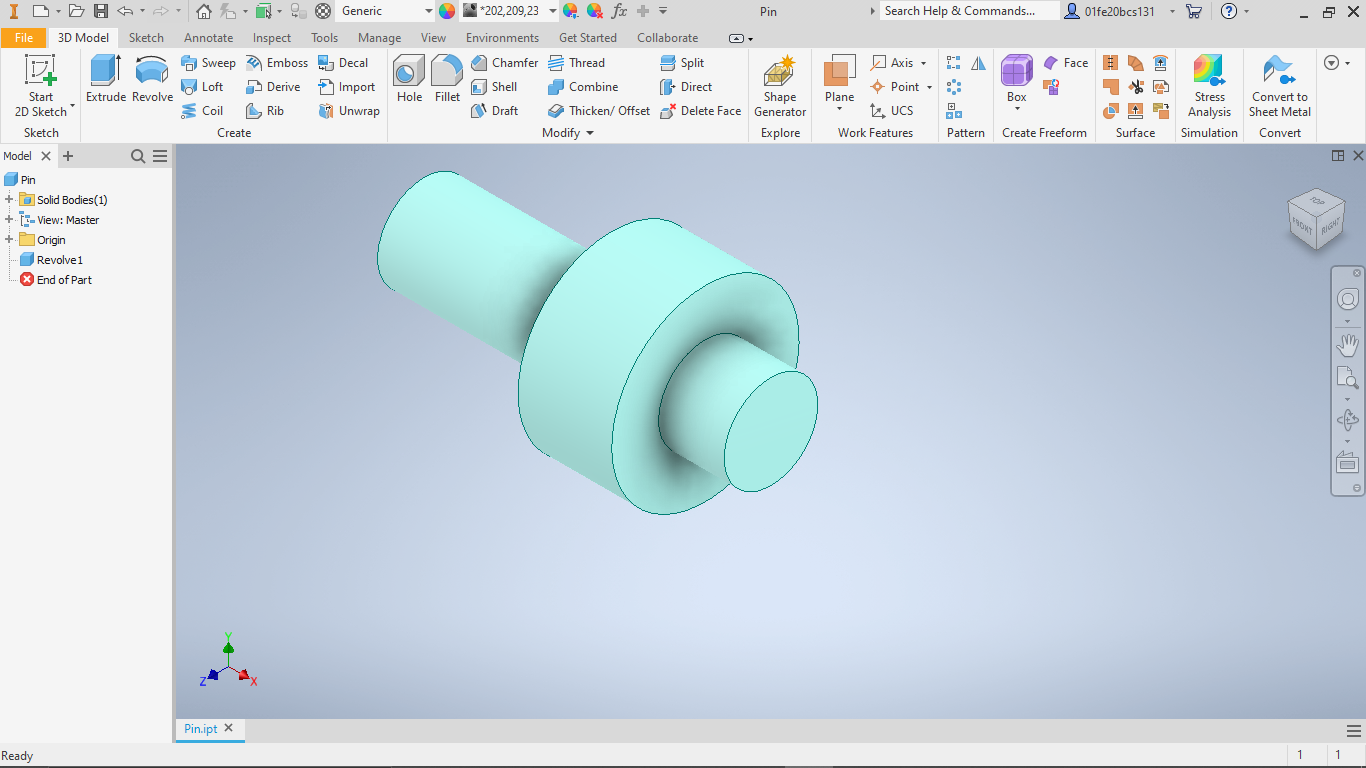 Generic *202,209,23 fx Pin Search Help & Commands... 01fe20bcs131
File 3D Model Sketch Annotate Inspect Tools Manage View Environments Get Started Collaborate
Start 2D Sketch Extrude Revolve Sweep Emboss Decal Hole Fillet Chamfer Thread Split Shape Generator Plane Axis Box Face Stress Analysis Convert to Sheet Metal
Loft Derive Import Shell Combine Direct Point
Coil Rib Unwrap Draft Thicken/ Offset Delete Face UCS
Sketch Create Modify Explore Work Features Pattern Create Freeform Surface Simulation Convert
Model
Pin
Solid Bodies(1)
View: Master
Origin
Revolve1
End of Part
TOP
FRONT RIGHT
Y
Z X
Pin.ipt
Ready 1 1